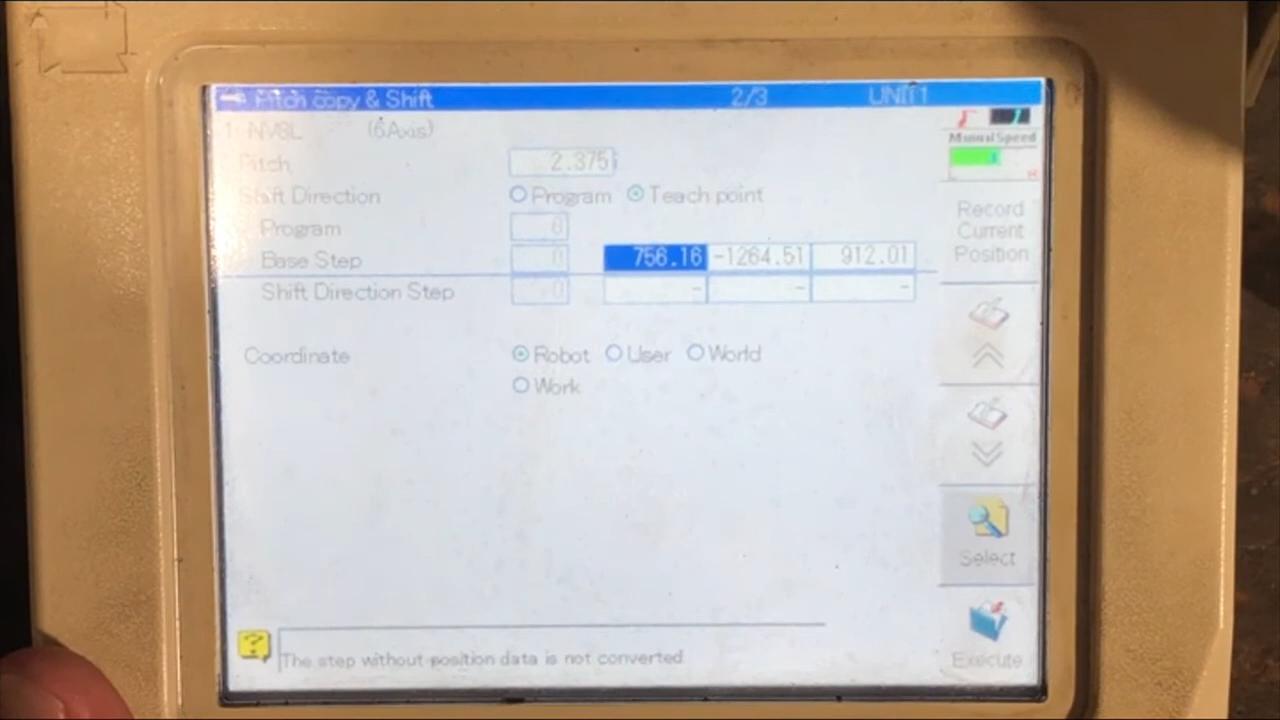 Pitch copy & Shift 2/3 UNIT1
1 NV8L (6Axis)
Manual Speed
Pitch 2.375
Shift Direction Program Teach point
Program 0
Base Step 0 756.16 -1264.51 912.01
Shift Direction Step 0 - - -
Record
Current
Position
Coordinate Robot User World
Work
Select
The step without position data is not converted
Execute